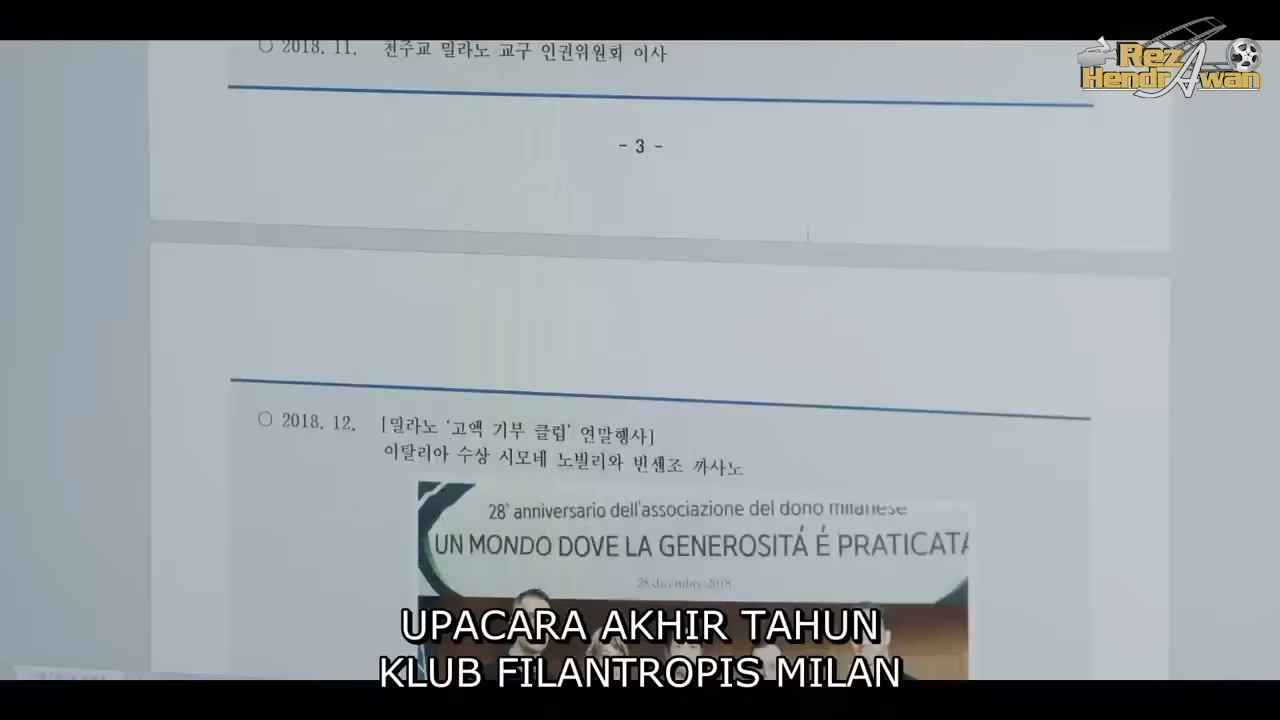 Rez
HendrAwan
○ 2018. 11. 천주교 밀라노 교구 인권위원회 이사
- 3 -
○ 2018. 12. [밀라노 '고액 기부 클럽' 연말행사]
이탈리아 수상 시모네 노빌리와 빈센조 까사노
28° anniversario dell'associazione del dono milanese
UN MONDO DOVE LA GENEROSITÁ É PRATICATA
28 dicembre 2018
UPACARA AKHIR TAHUN
KLUB FILANTROPIS MILAN